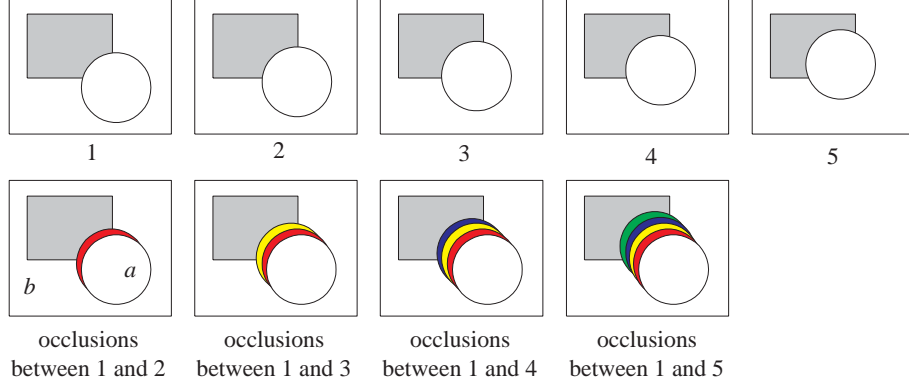 1 2 3 4 5
b a
occlusions occlusions occlusions occlusions
between 1 and 2 between 1 and 3 between 1 and 4 between 1 and 5